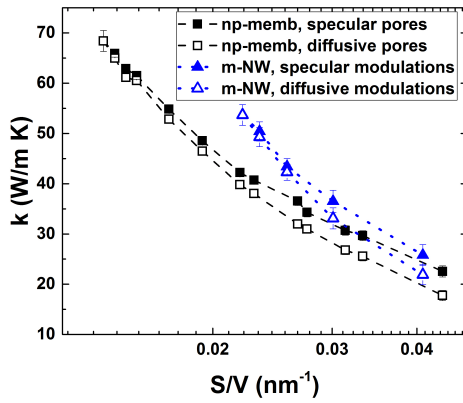 np-memb, specular pores
np-memb, diffusive pores
m-NW, specular modulations
m-NW, diffusive modulations
70
60
50
40
30
20
10
k (W/m K)
0.02 0.03 0.04
S/V (nm⁻¹)